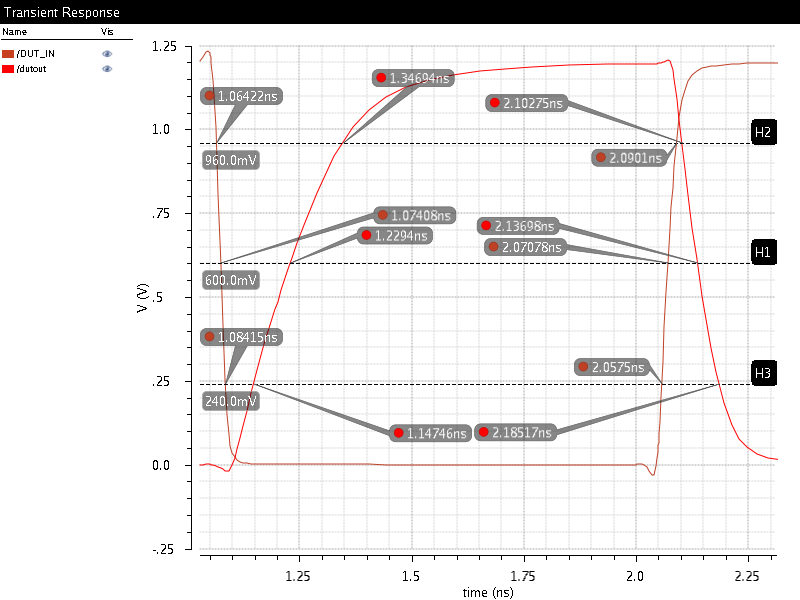 Transient Response
Name Vis
/DUT_IN
/dutout
1.25
1.34694ns
1.06422ns
2.10275ns
1.0
H2
960.0mV
2.0901ns
.75
1.07408ns
2.13698ns
1.2294ns
2.07078ns
H1
600.0mV
V (V)
.5
1.08415ns
2.0575ns
H3
.25
240.0mV
1.14746ns
2.18517ns
0.0
-.25
1.25 1.5 1.75 2.0 2.25
time (ns)